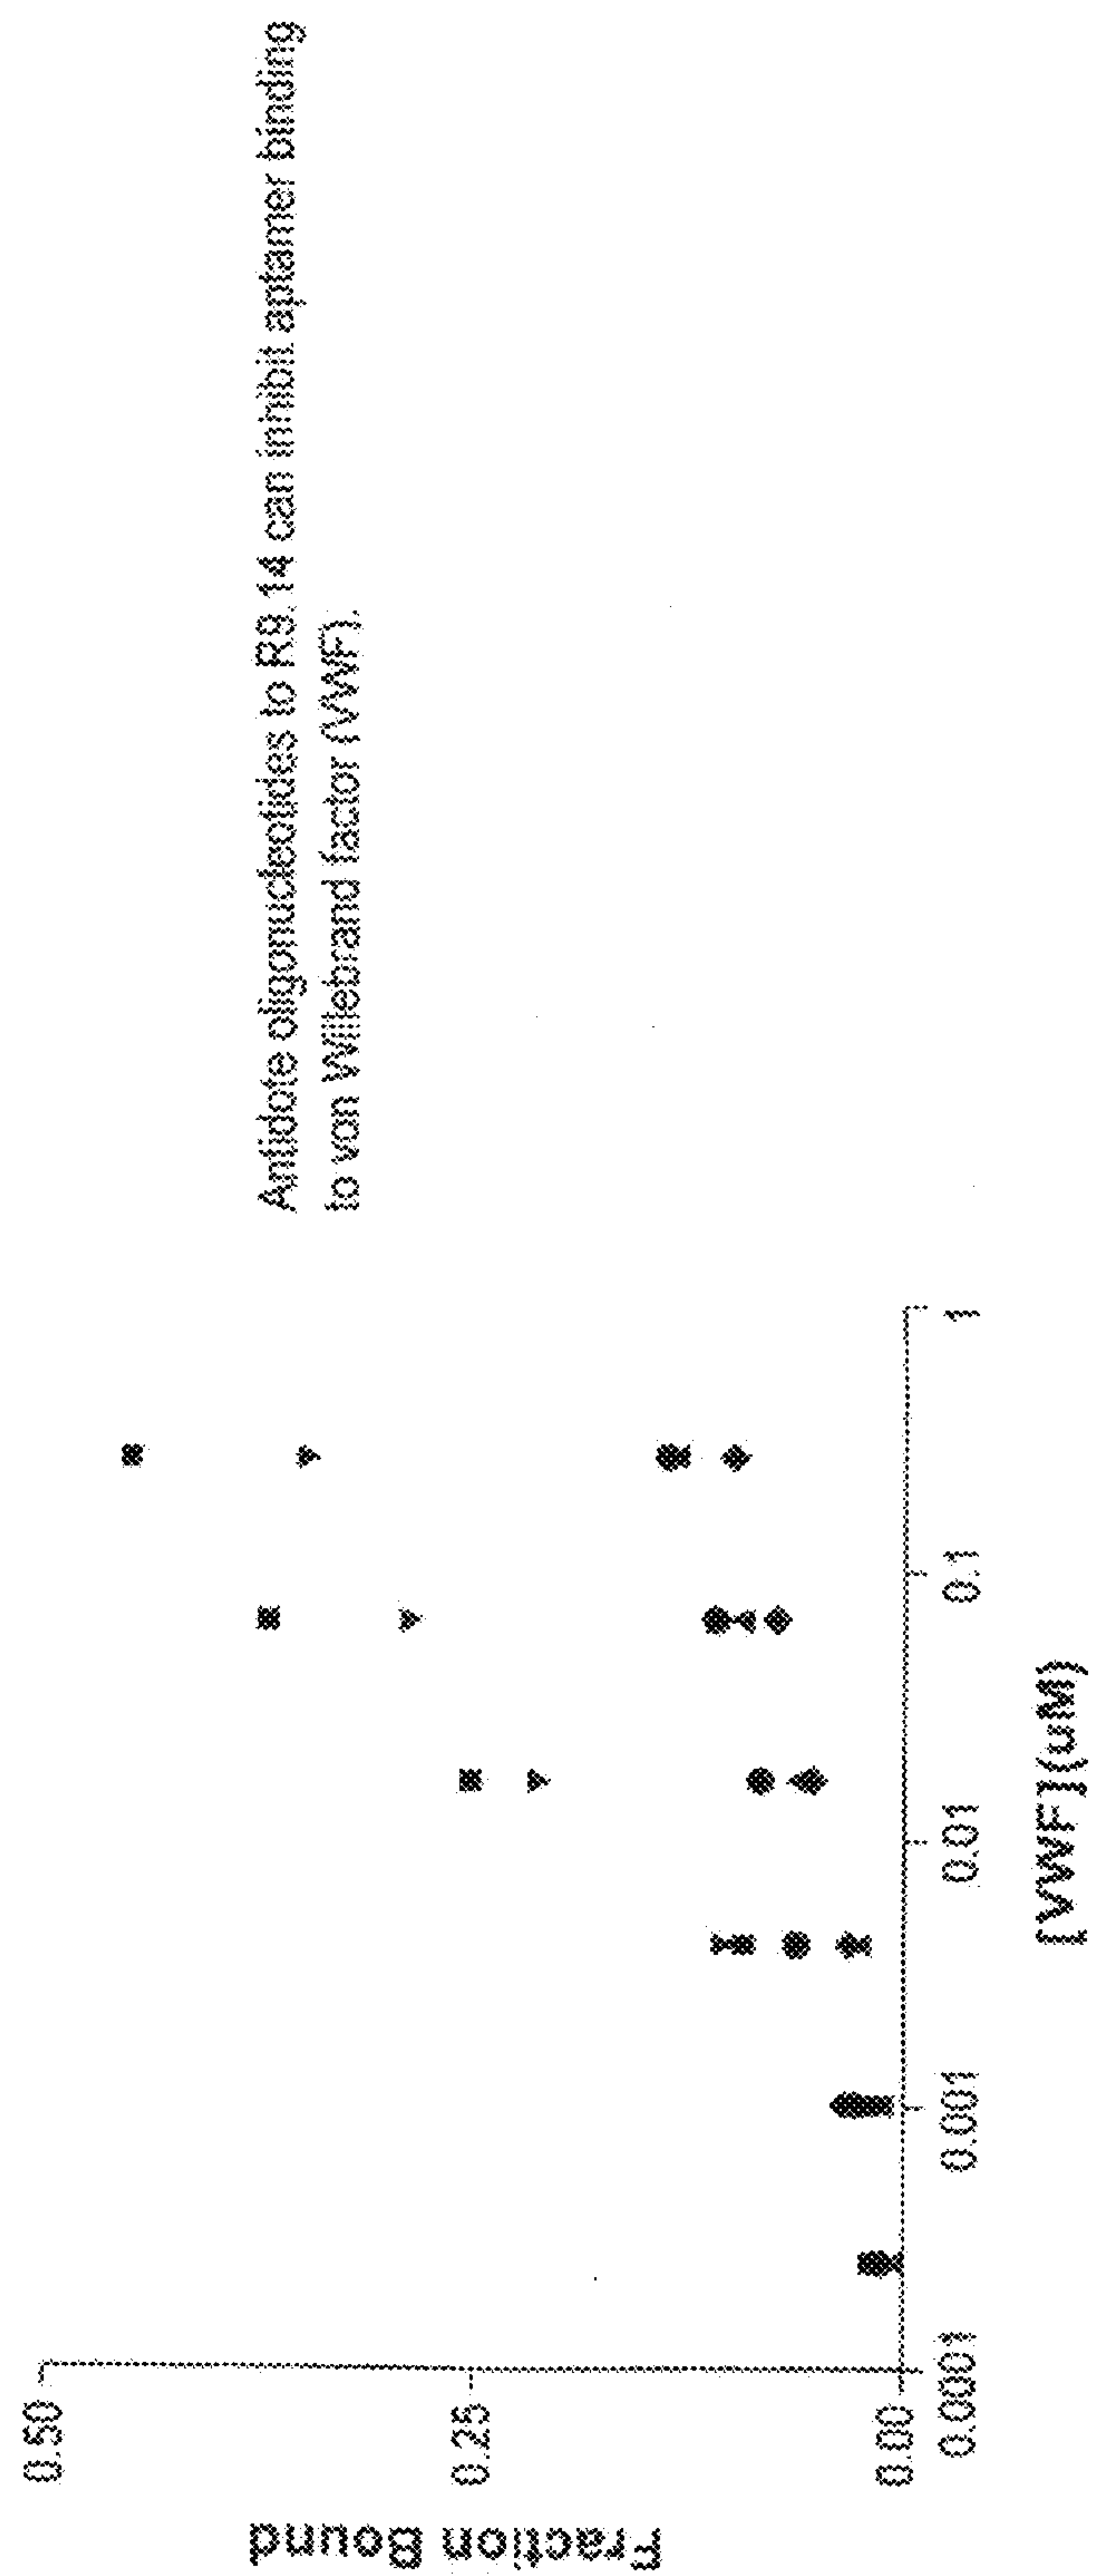 Fraction Bound
0.50
0.25
0.00
0.0001
0.001
0.01
0.1
1
[VWF](uM)
Antidote oligonucleotides to R9.14 can inhibit aptamer binding
to von Willebrand factor (VWF).